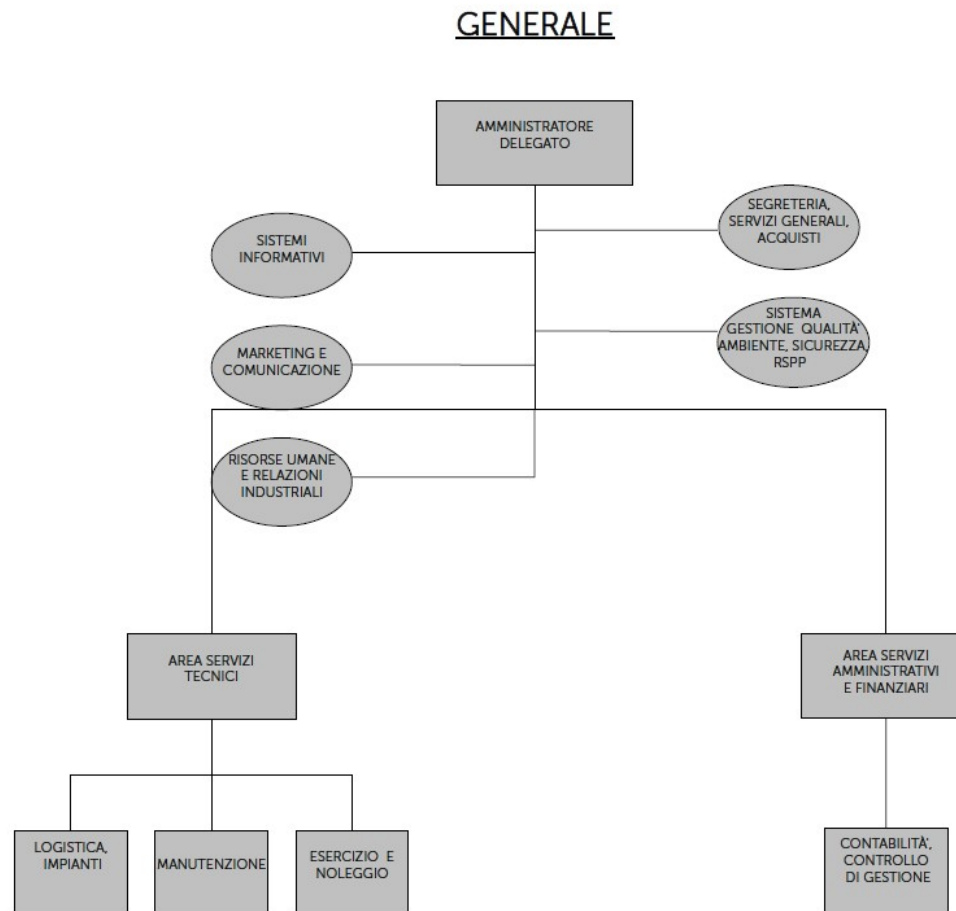 GENERALE
AMMINISTRATORE
DELEGATO
SEGRETERIA,
SERVIZI GENERALI,
ACQUISTI
SISTEMI
INFORMATIVI
SISTEMA
GESTIONE QUALITÀ'
AMBIENTE, SICUREZZA,
RSPP
MARKETING E
COMUNICAZIONE
RISORSE UMANE
E RELAZIONI
INDUSTRIALI
AREA SERVIZI
TECNICI
AREA SERVIZI
AMMINISTRATIVI
E FINANZIARI
LOGISTICA,
IMPIANTI
MANUTENZIONE
ESERCIZIO E
NOLEGGIO
CONTABILITÀ',
CONTROLLO
DI GESTIONE